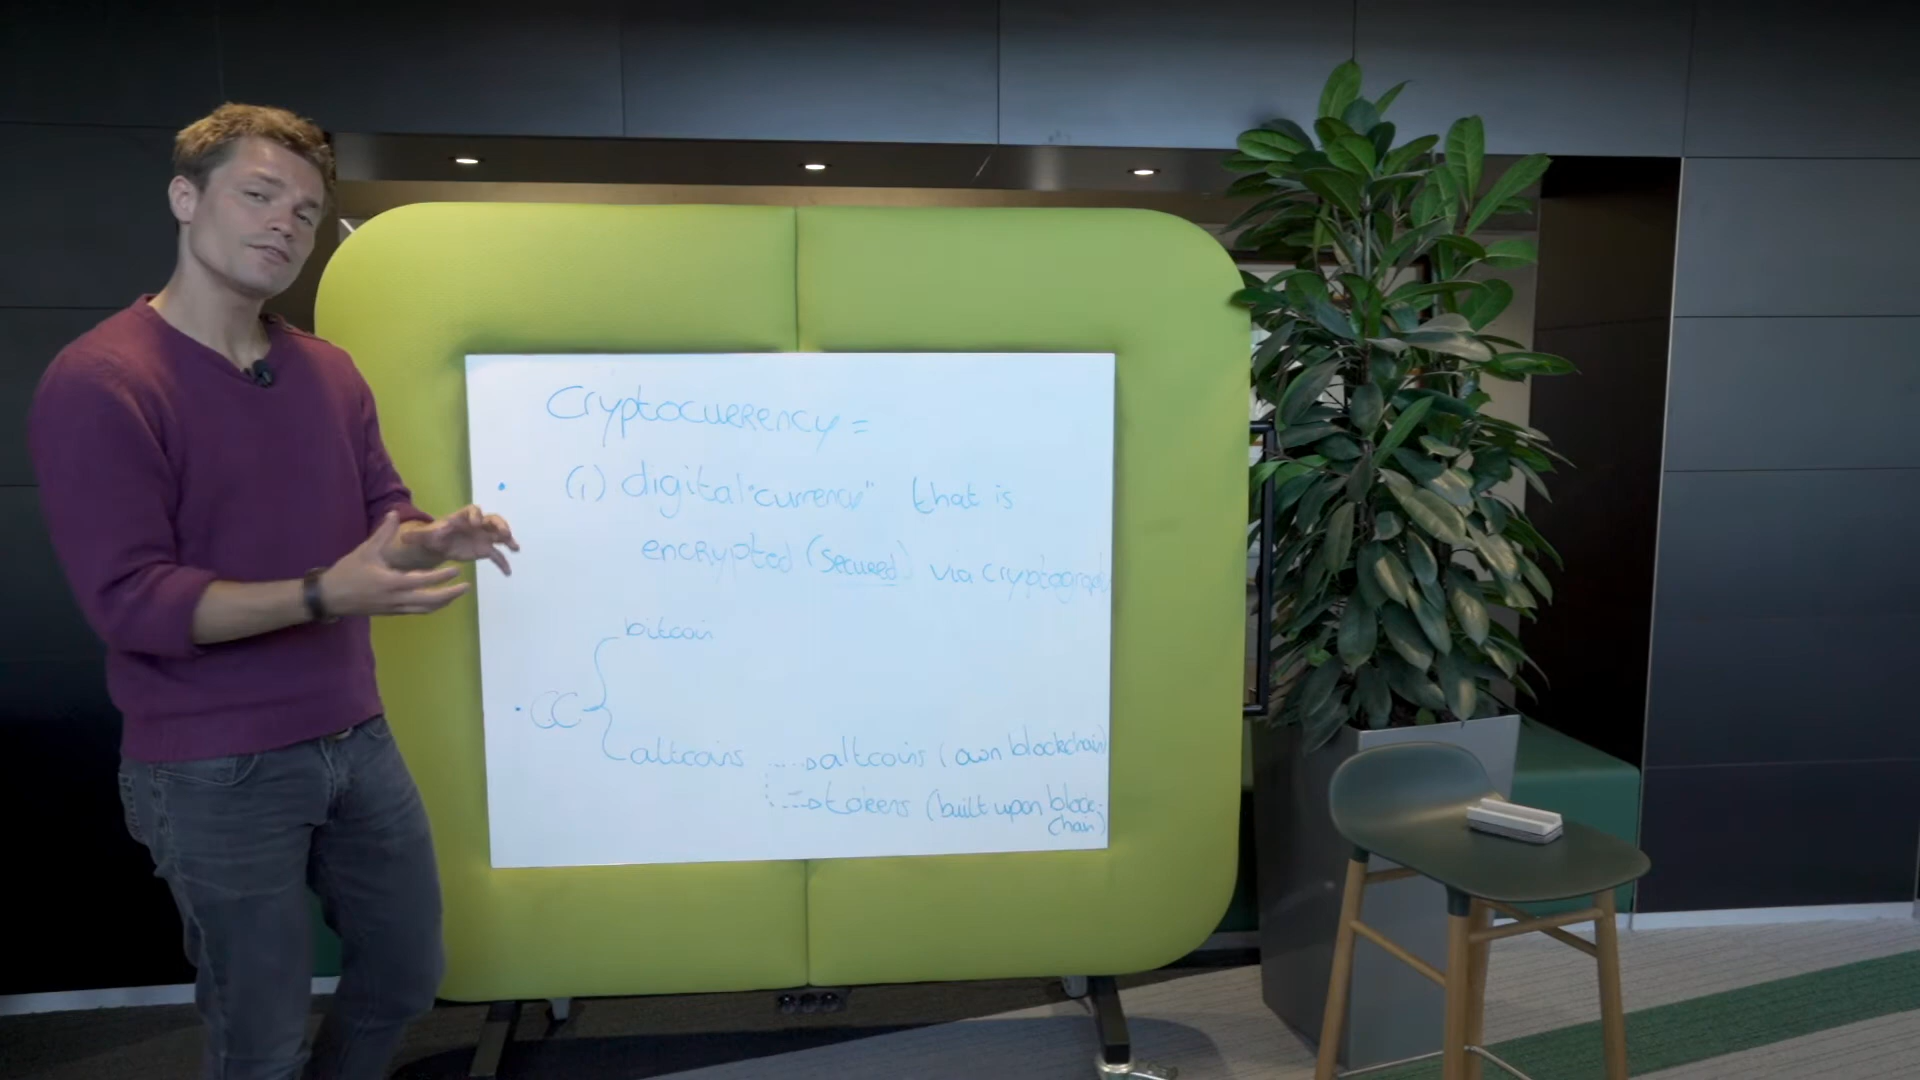 Cryptocurrency =
• (1) digital "currency" that is
encrypted (secured) via cryptography
bitcoin
• CC
altcoins ....→ altcoins (own blockchain)
...→ tokens (built upon block-
chain)